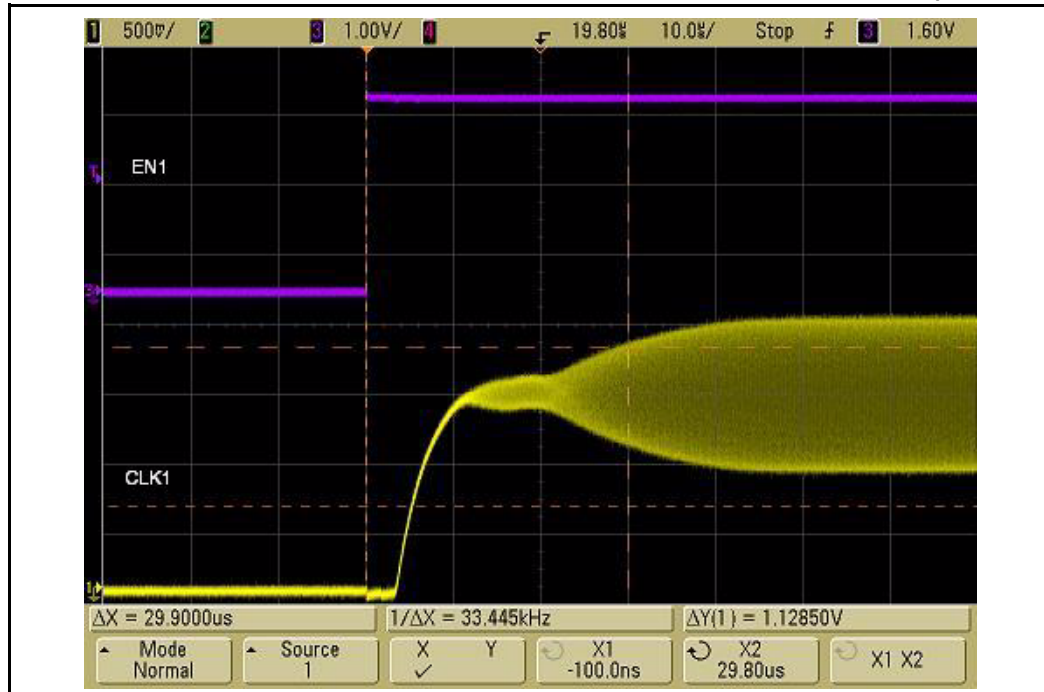 1 500mV/ 2 3 1.00V/ 4 19.80us 10.0us/ Stop 3 1.60V
EN1
T
3
CLK1
1
ΔX = 29.9000us 1/ΔX = 33.445kHz ΔY(1) = 1.12850V
Mode Normal
Source 1
X Y
X1 -100.0ns
X2 29.80us
X1 X2